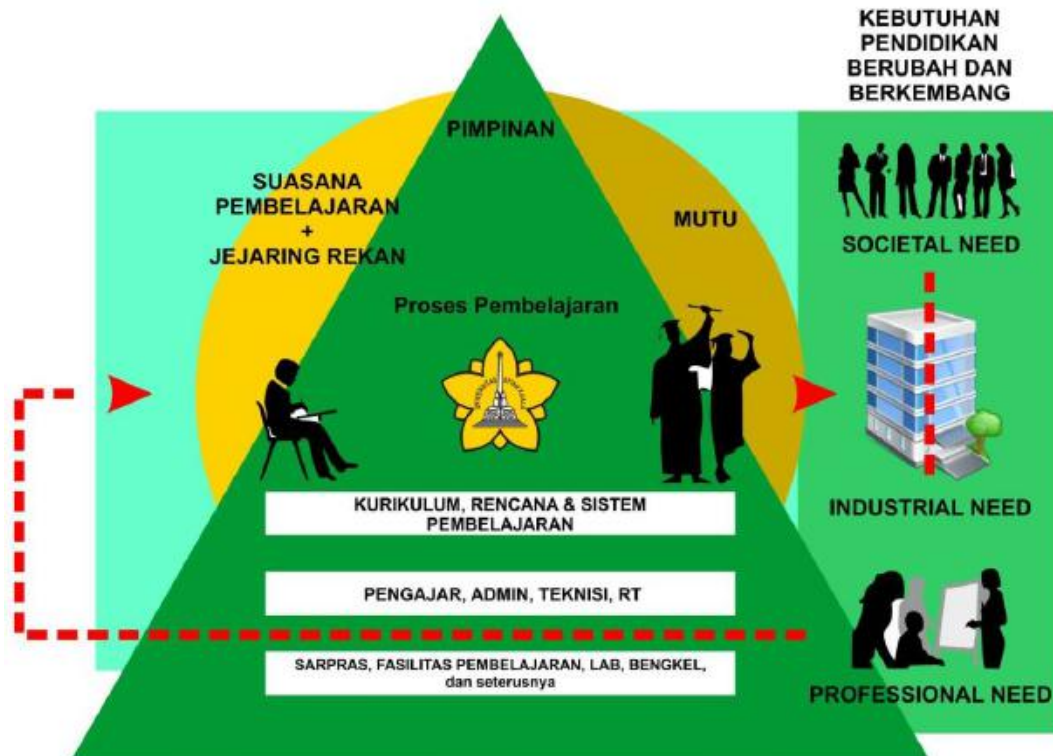 KEBUTUHAN
PENDIDIKAN
BERUBAH DAN
BERKEMBANG
PIMPINAN
SUASANA
PEMBELAJARAN
+
JEJARING REKAN
MUTU
SOCIETAL NEED
Proses Pembelajaran
KURIKULUM, RENCANA & SISTEM
PEMBELAJARAN
INDUSTRIAL NEED
PENGAJAR, ADMIN, TEKNISI, RT
SARPRAS, FASILITAS PEMBELAJARAN, LAB, BENGKEL,
dan seterusnya
PROFESSIONAL NEED